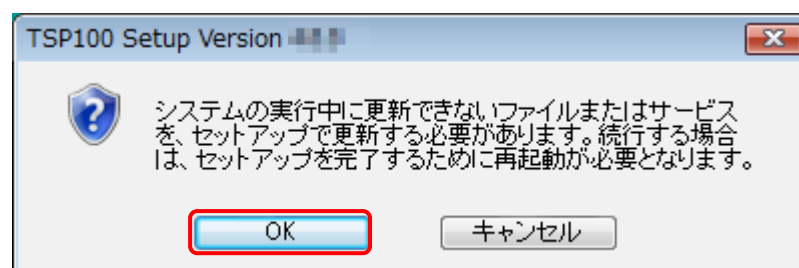 TSP100 Setup Version
システムの実行中に更新できないファイルまたはサービス
を、セットアップで更新する必要があります。続行する場合
は、セットアップを完了するために再起動が必要となります。
OK
キャンセル